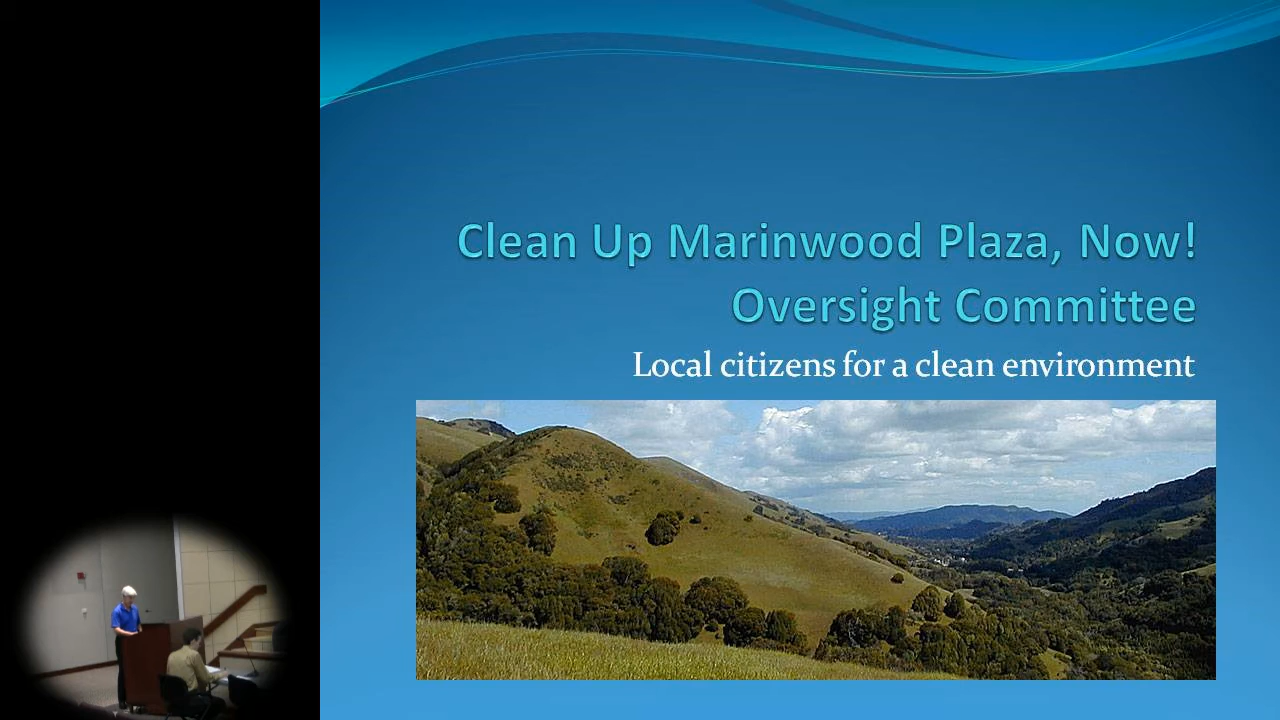 Clean Up Marinwood Plaza, Now!
Oversight Committee
Local citizens for a clean environment